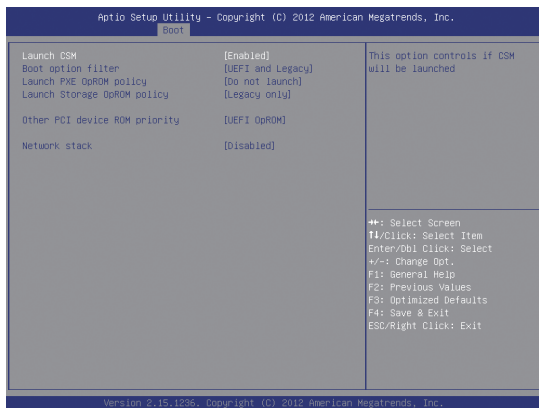 Aptio Setup Utility – Copyright (C) 2012 American Megatrends, Inc.
Boot
Launch CSM [Enabled]
Boot option filter [UEFI and Legacy]
Launch PXE OpROM policy [Do not launch]
Launch Storage OpROM policy [Legacy only]
Other PCI device ROM priority [UEFI OpROM]
Network stack [Disabled]
This option controls if CSM
will be launched
→←: Select Screen
↑↓/Click: Select Item
Enter/Dbl Click: Select
+/-: Change Opt.
F1: General Help
F2: Previous Values
F3: Optimized Defaults
F4: Save & Exit
ESC/Right Click: Exit
Version 2.15.1236. Copyright (C) 2012 American Megatrends, Inc.